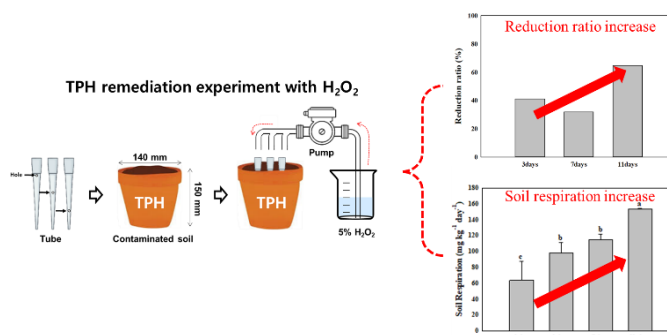 TPH remediation experiment with H2O2
Hole
Tube
140 mm
150 mm
TPH
Contaminated soil
TPH
Pump
5% H2O2
Reduction ratio increase
Reduction ratio (%)
100
80
60
40
20
0
3days
7days
11days
Soil respiration increase
Soil Respiration (mg kg-1 day-1)
180
160
140
120
100
80
60
40
20
0
c
b
b
a